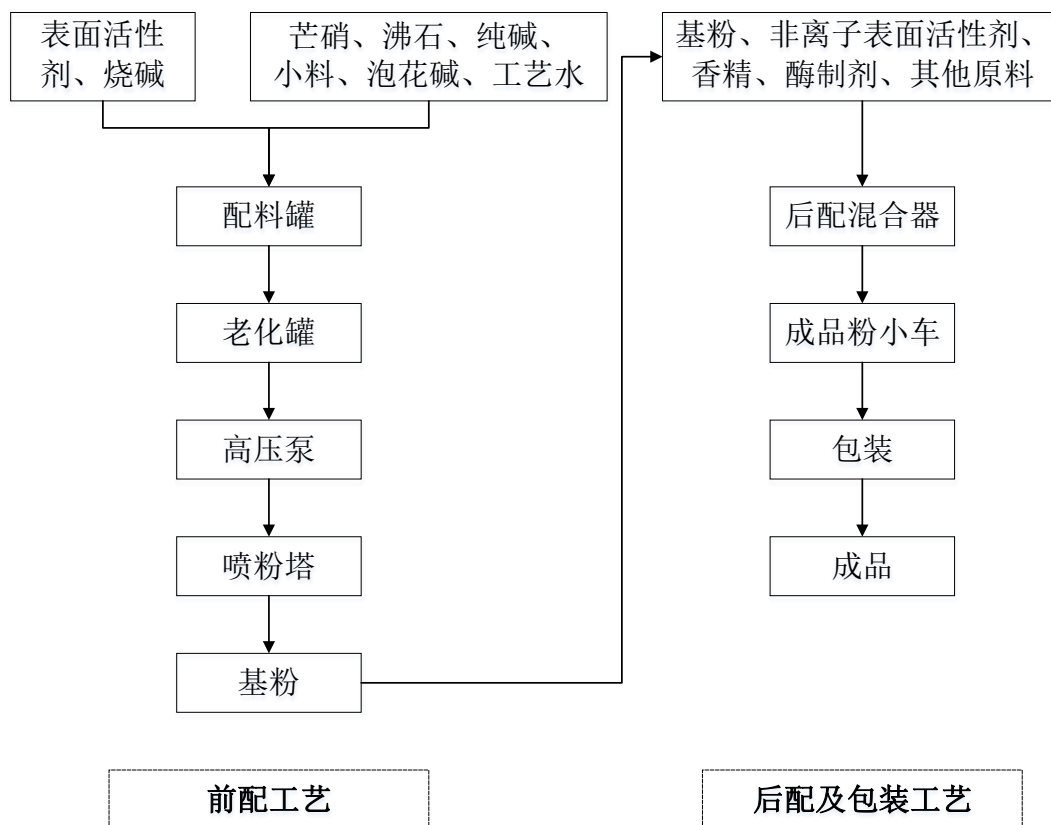 表面活性
剂、烧碱
芒硝、沸石、纯碱、
小料、泡花碱、工艺水
配料罐
老化罐
高压泵
喷粉塔
基粉
前配工艺
基粉、非离子表面活性剂、
香精、酶制剂、其他原料
后配混合器
成品粉小车
包装
成品
后配及包装工艺